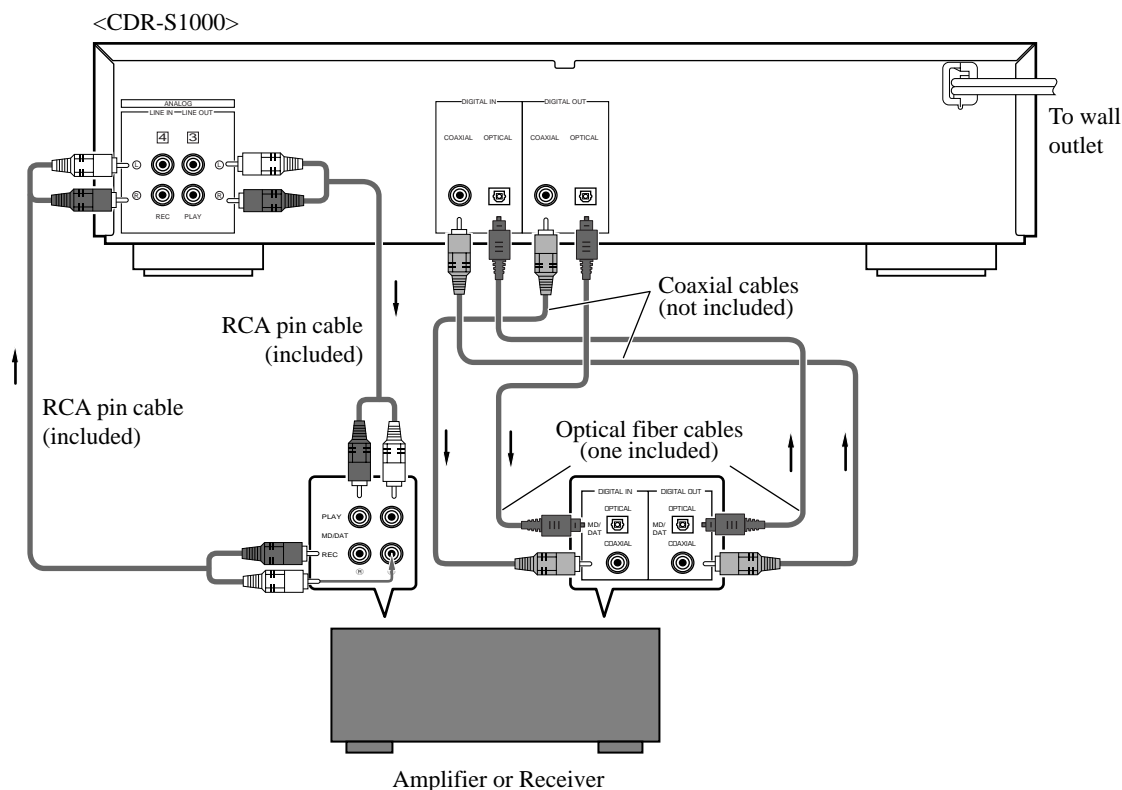 <CDR-S1000>
ANALOG
LINE IN LINE OUT
4 3
L L
R R
REC PLAY
DIGITAL IN DIGITAL OUT
COAXIAL OPTICAL COAXIAL OPTICAL
To wall
outlet
Coaxial cables
(not included)
RCA pin cable
(included)
RCA pin cable
(included)
Optical fiber cables
(one included)
PLAY
MD/DAT
REC
R
DIGITAL IN DIGITAL OUT
OPTICAL OPTICAL
MD/ MD/
DAT DAT
COAXIAL COAXIAL
Amplifier or Receiver